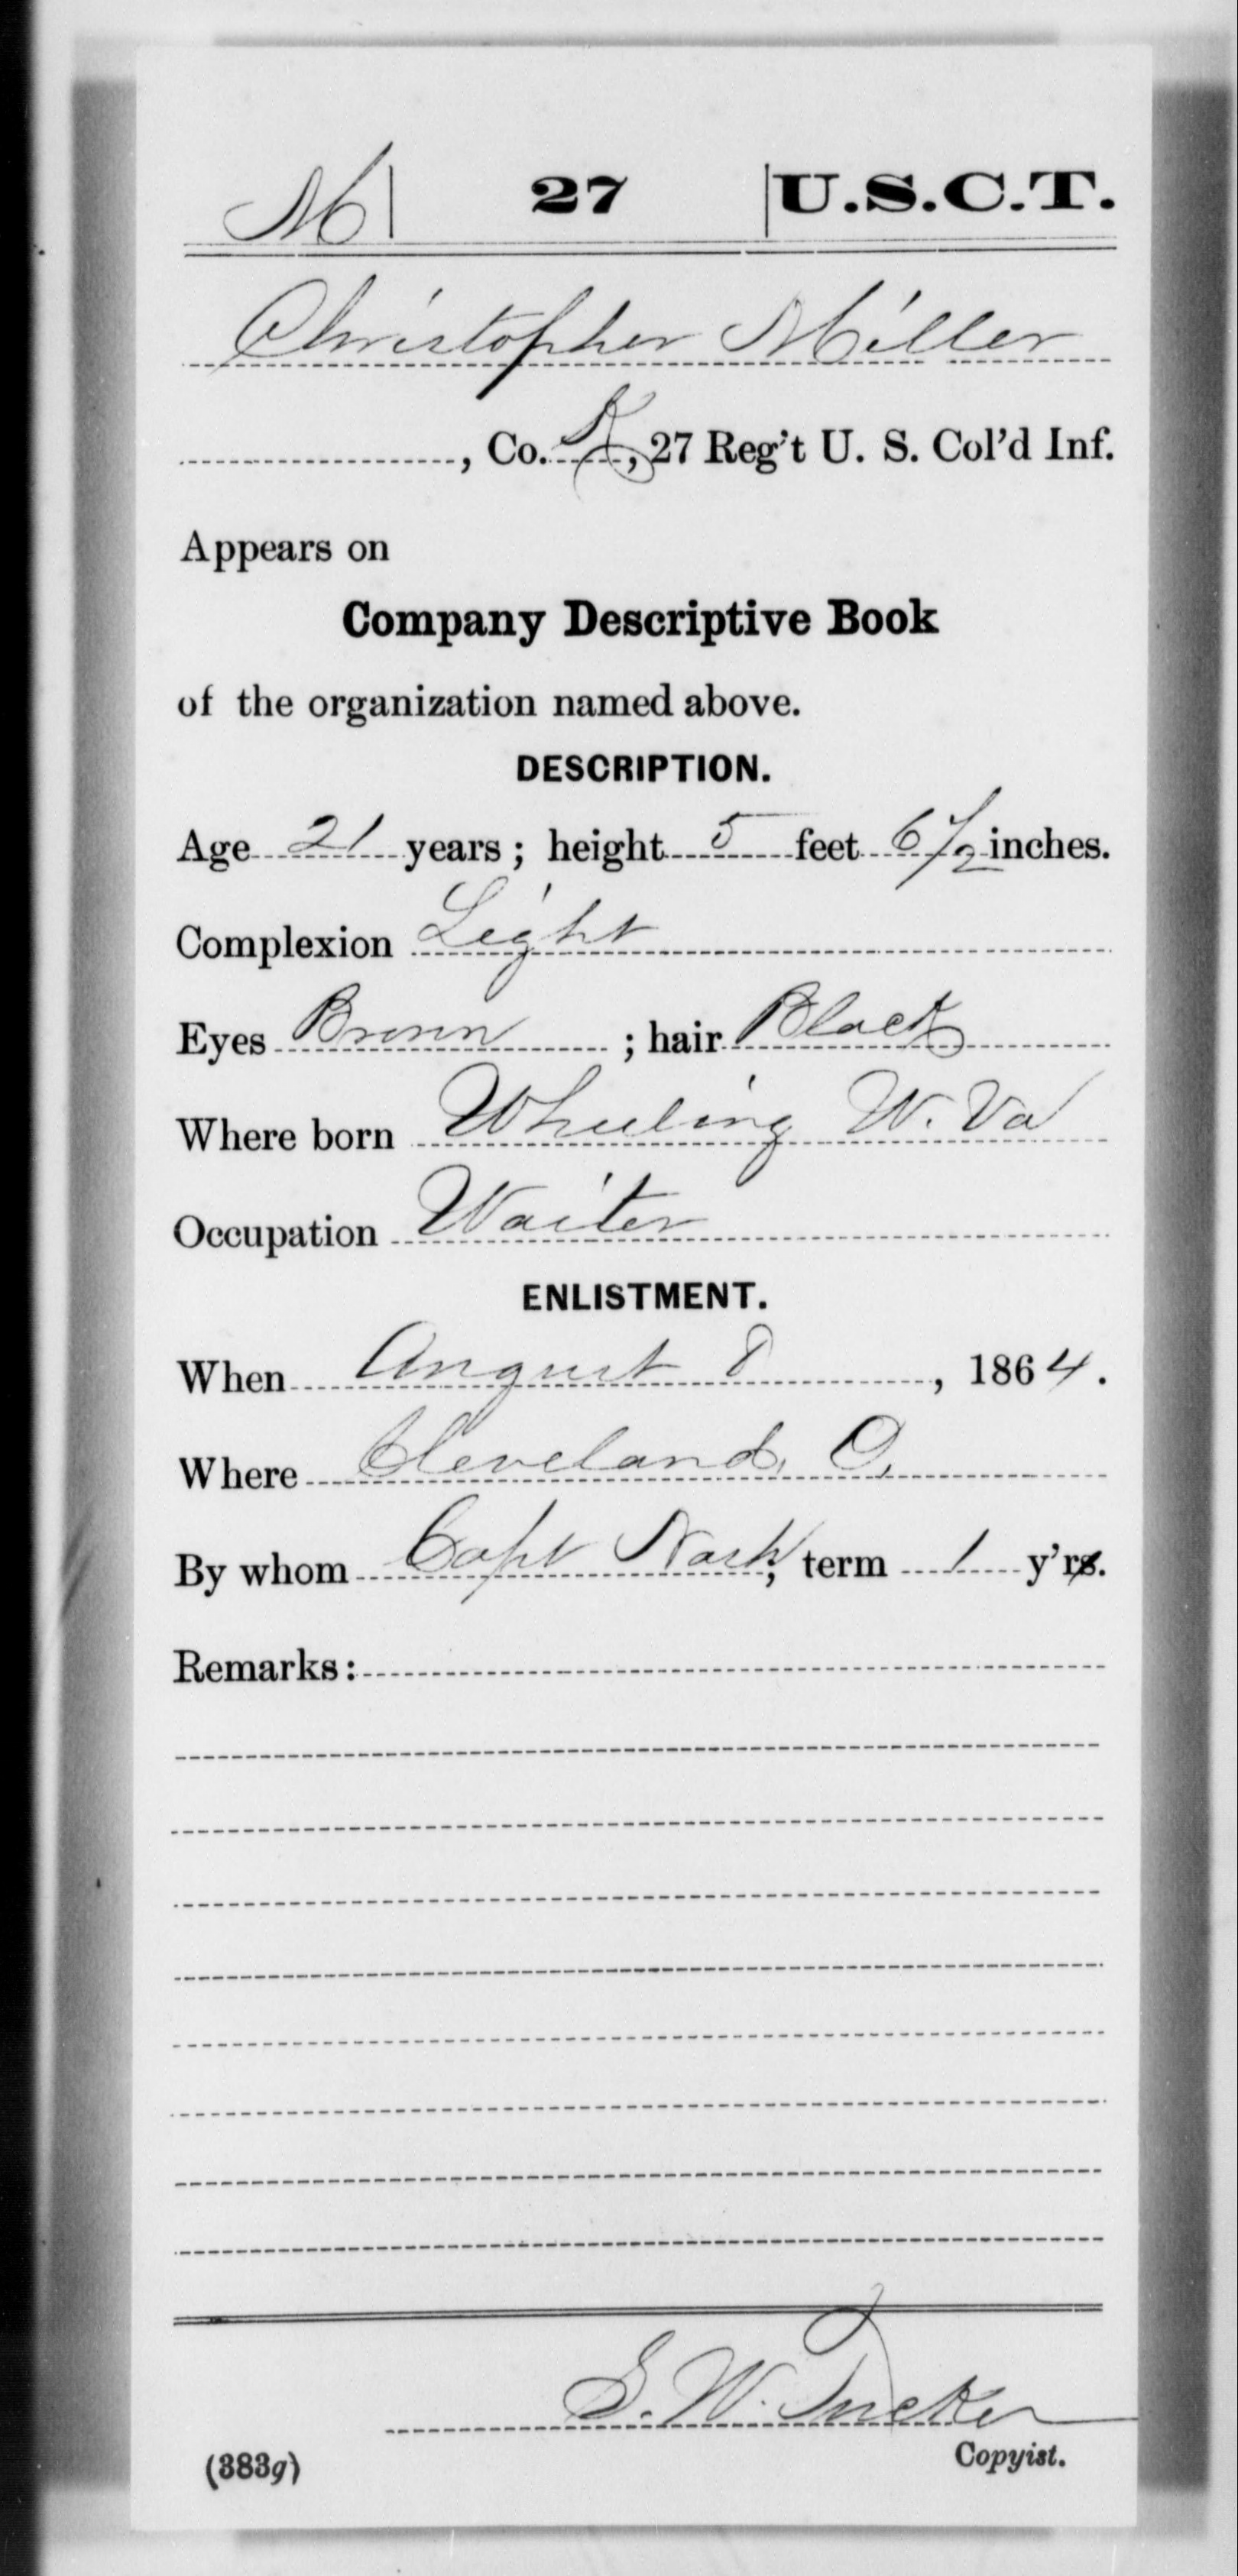 M | 27 | U.S.C.T.
Christopher Miller
, Co. K, 27 Reg't U. S. Col'd Inf.
Appears on
Company Descriptive Book
of the organization named above.
DESCRIPTION.
Age 21 years; height 5 feet 6 1/2 inches.
Complexion Light
Eyes Brown ; hair Black
Where born Wheeling W. Va
Occupation Waiter
ENLISTMENT.
When August 8, 1864.
Where Cleveland, O.
By whom Capt Nash; term 1 y'rs.
Remarks:
S. W. Tucker
Copyist.
(383g)